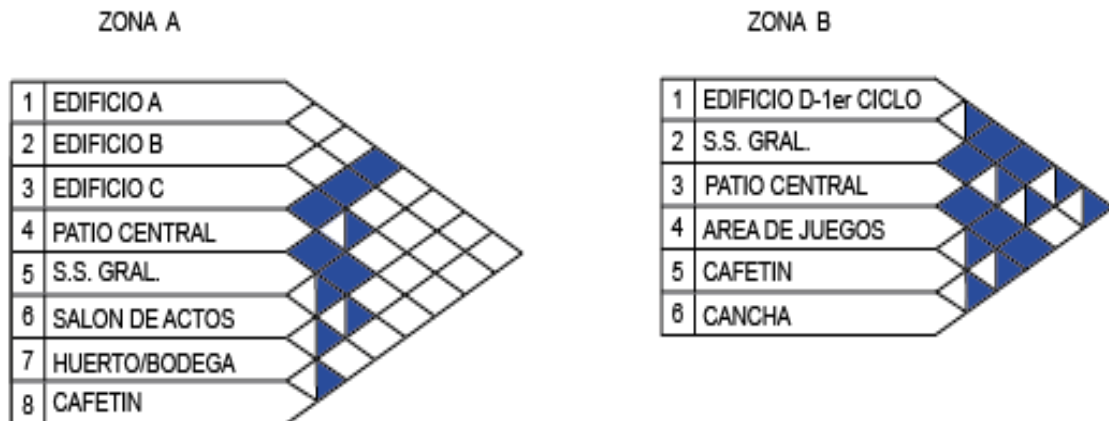 ZONA A
1 EDIFICIO A
2 EDIFICIO B
3 EDIFICIO C
4 PATIO CENTRAL
5 S.S. GRAL.
6 SALON DE ACTOS
7 HUERTO/BODEGA
8 CAFETIN
ZONA B
1 EDIFICIO D-1er CICLO
2 S.S. GRAL.
3 PATIO CENTRAL
4 AREA DE JUEGOS
5 CAFETIN
6 CANCHA